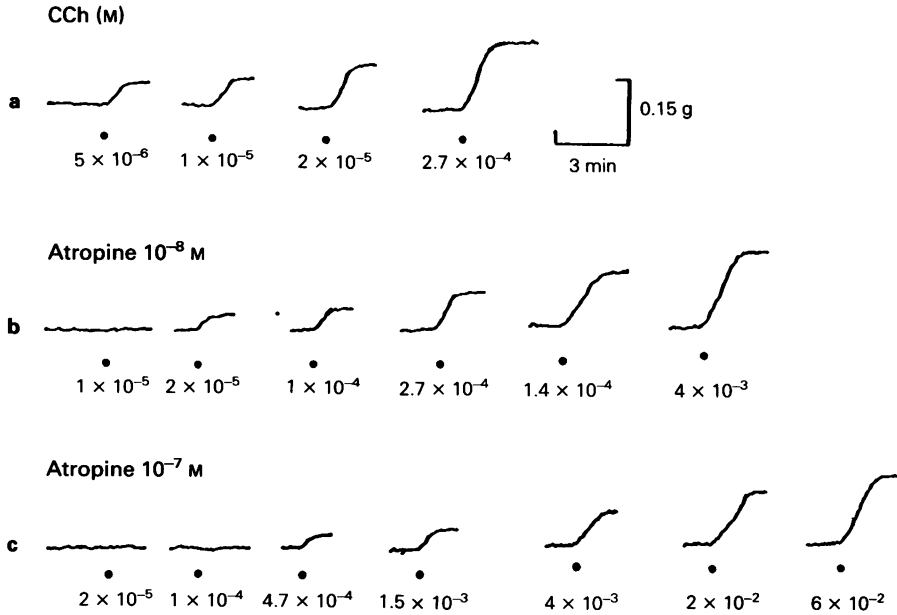 CCh (M)
a
0.15 g
3 min
5 × 10⁻⁶ 1 × 10⁻⁵ 2 × 10⁻⁵ 2.7 × 10⁻⁴
Atropine 10⁻⁸ M
b
1 × 10⁻⁵ 2 × 10⁻⁵ 1 × 10⁻⁴ 2.7 × 10⁻⁴ 1.4 × 10⁻⁴ 4 × 10⁻³
Atropine 10⁻⁷ M
c
2 × 10⁻⁵ 1 × 10⁻⁴ 4.7 × 10⁻⁴ 1.5 × 10⁻³ 4 × 10⁻³ 2 × 10⁻² 6 × 10⁻²